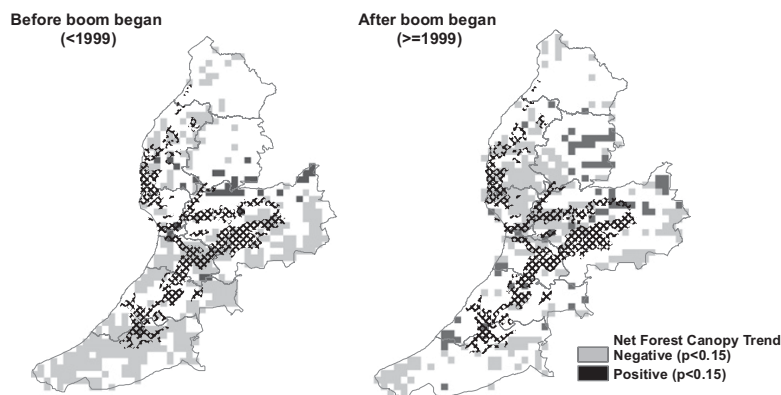 Before boom began
(<1999)
After boom began
(>=1999)
Net Forest Canopy Trend
Negative (p<0.15)
Positive (p<0.15)